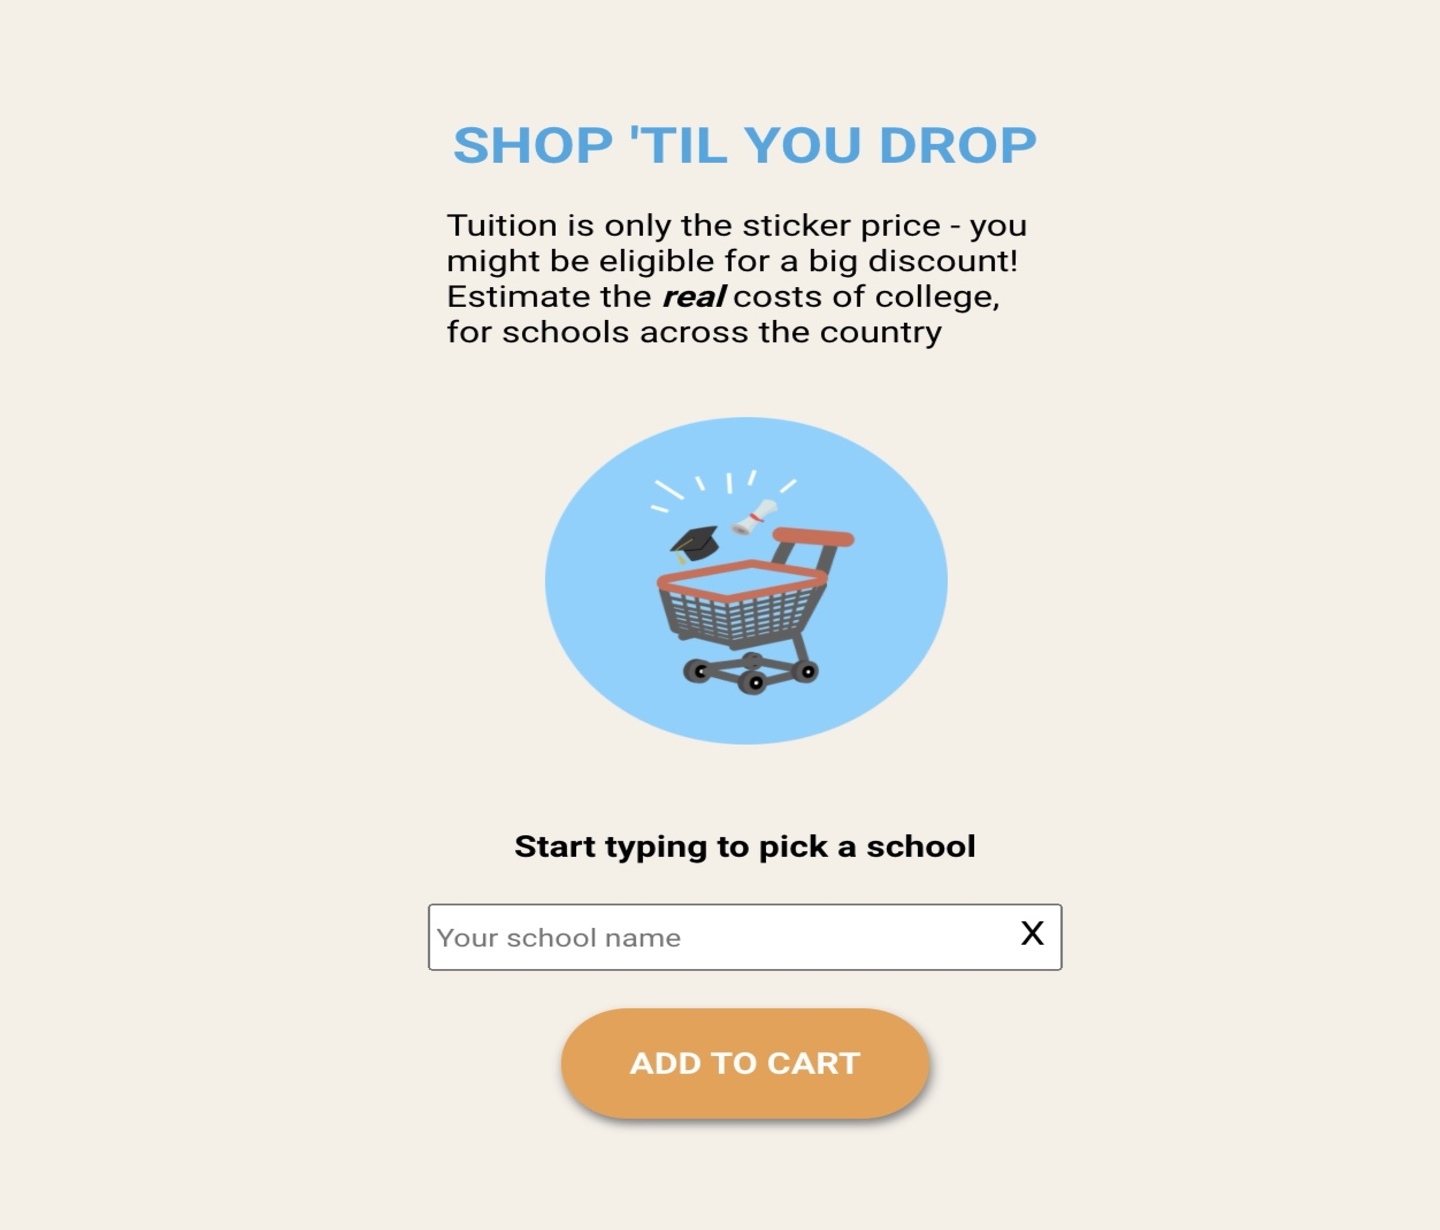 SHOP 'TIL YOU DROP
Tuition is only the sticker price - you
might be eligible for a big discount!
Estimate the real costs of college,
for schools across the country
Start typing to pick a school
Your school name X
ADD TO CART